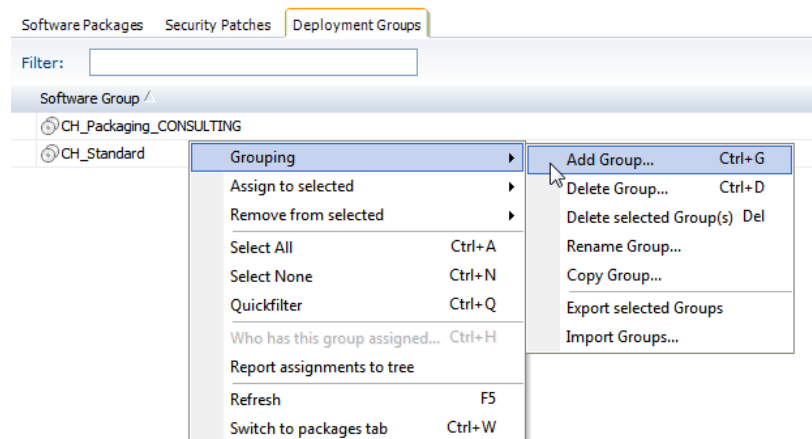 Software Packages Security Patches Deployment Groups
Filter:
Software Group
CH_Packaging_CONSULTING
CH_Standard
Grouping
Assign to selected
Remove from selected
Select All Ctrl+A
Select None Ctrl+N
Quickfilter Ctrl+Q
Who has this group assigned... Ctrl+H
Report assignments to tree
Refresh F5
Switch to packages tab Ctrl+W
Add Group... Ctrl+G
Delete Group... Ctrl+D
Delete selected Group(s) Del
Rename Group...
Copy Group...
Export selected Groups
Import Groups...